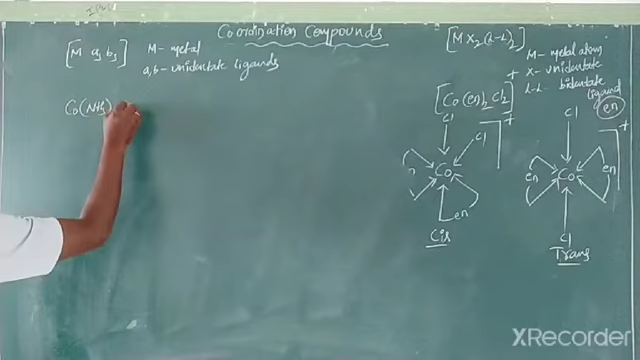 Coordination Compounds
[M a3 b3] M - metal
a,b - unidentate ligands
Co(NH3)
[M X2 (L-L)2]
M - metal atom
X - unidentate
L-L - bidentate
ligand
en
[Co(en)2 Cl2]+
Cl
Cl
Co
en
+
Cis
Cl
en Co en
Cl
+
Trans
XRecorder